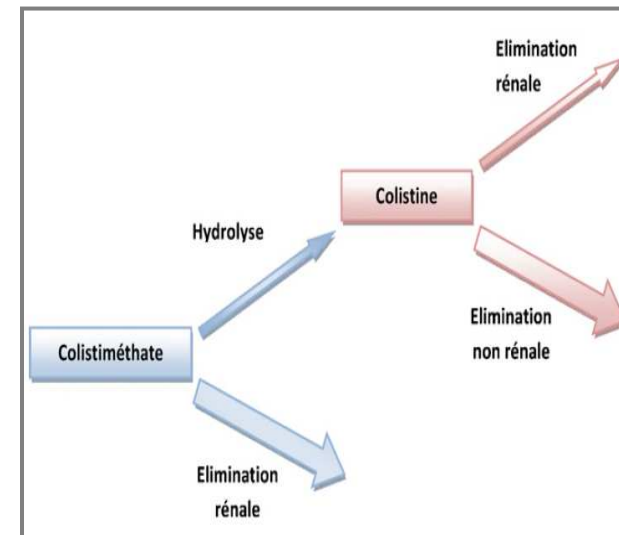 Elimination
rénale
Colistine
Hydrolyse
Elimination
non rénale
Colistiméthate
Elimination
rénale